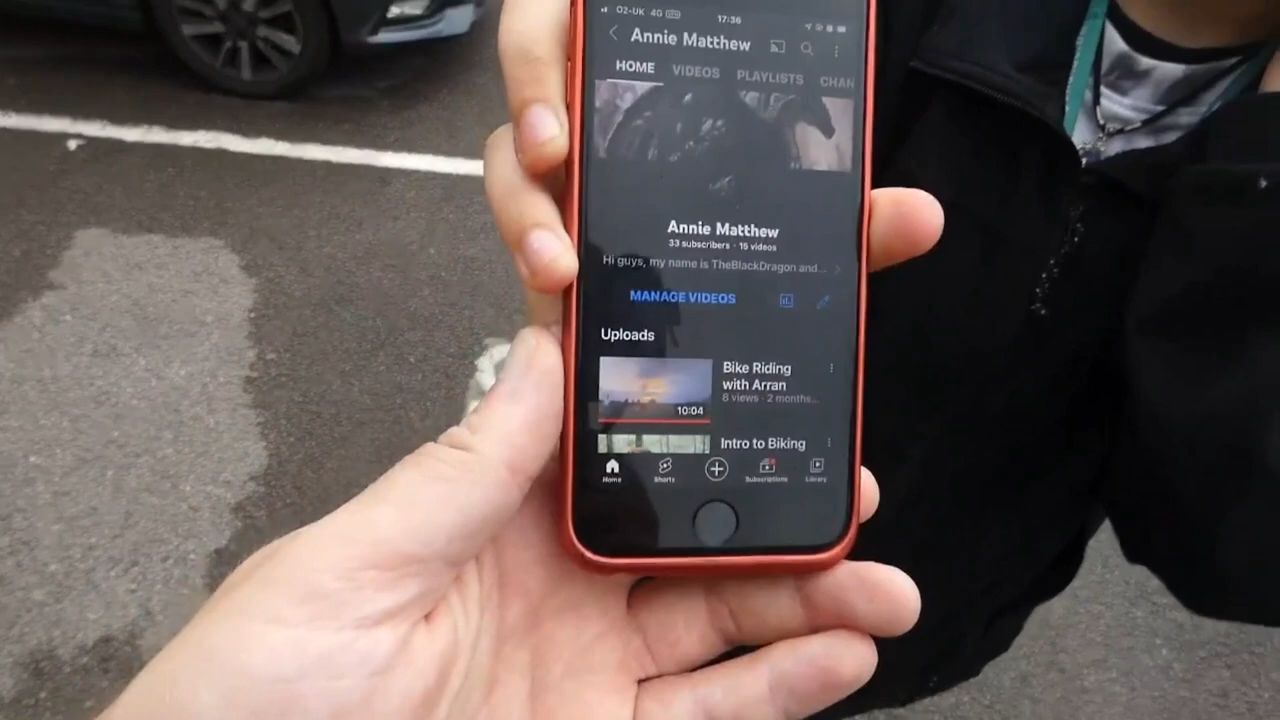 O2-UK 4G
17:36
Annie Matthew
HOME VIDEOS PLAYLISTS CHAN
Annie Matthew
33 subscribers · 15 videos
Hi guys, my name is TheBlackDragon and...
MANAGE VIDEOS
Uploads
Bike Riding
with Arran
8 views · 2 months...
10:04
Intro to Biking
Home Shorts Subscriptions Library